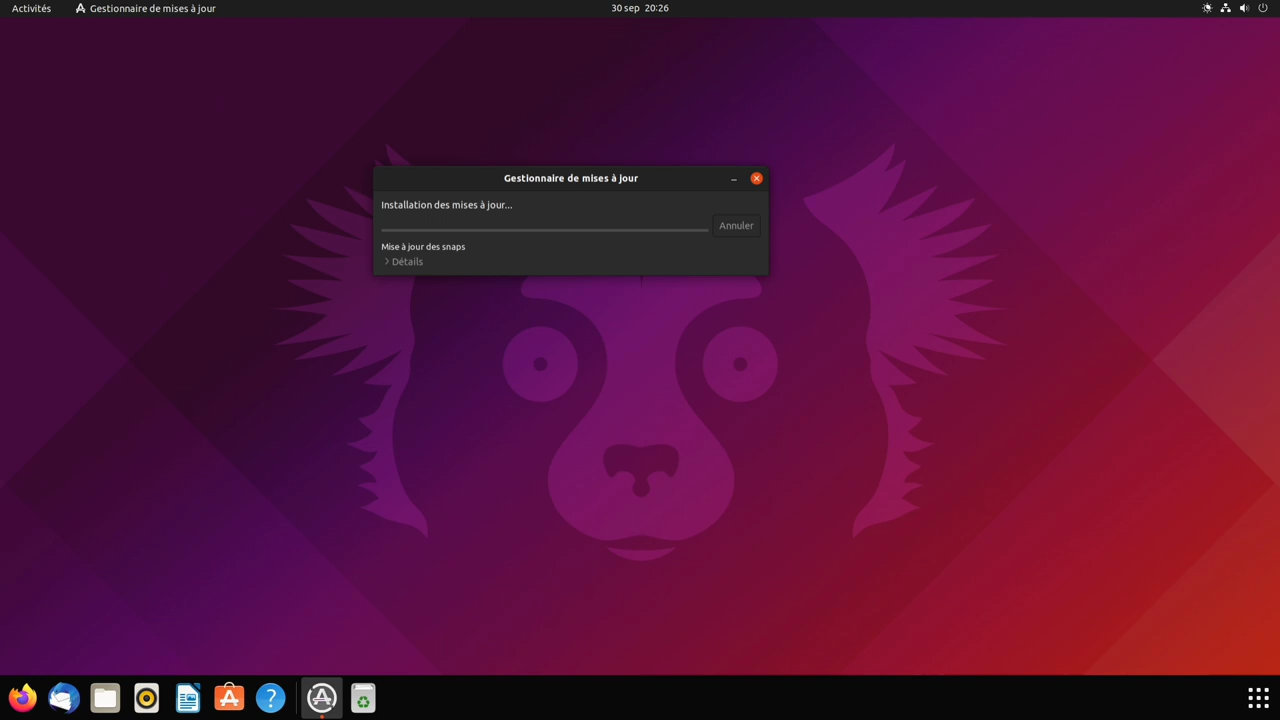 Activités
Gestionnaire de mises à jour
30 sep 20:26
Gestionnaire de mises à jour
Installation des mises à jour...
Annuler
Mise à jour des snaps
Détails